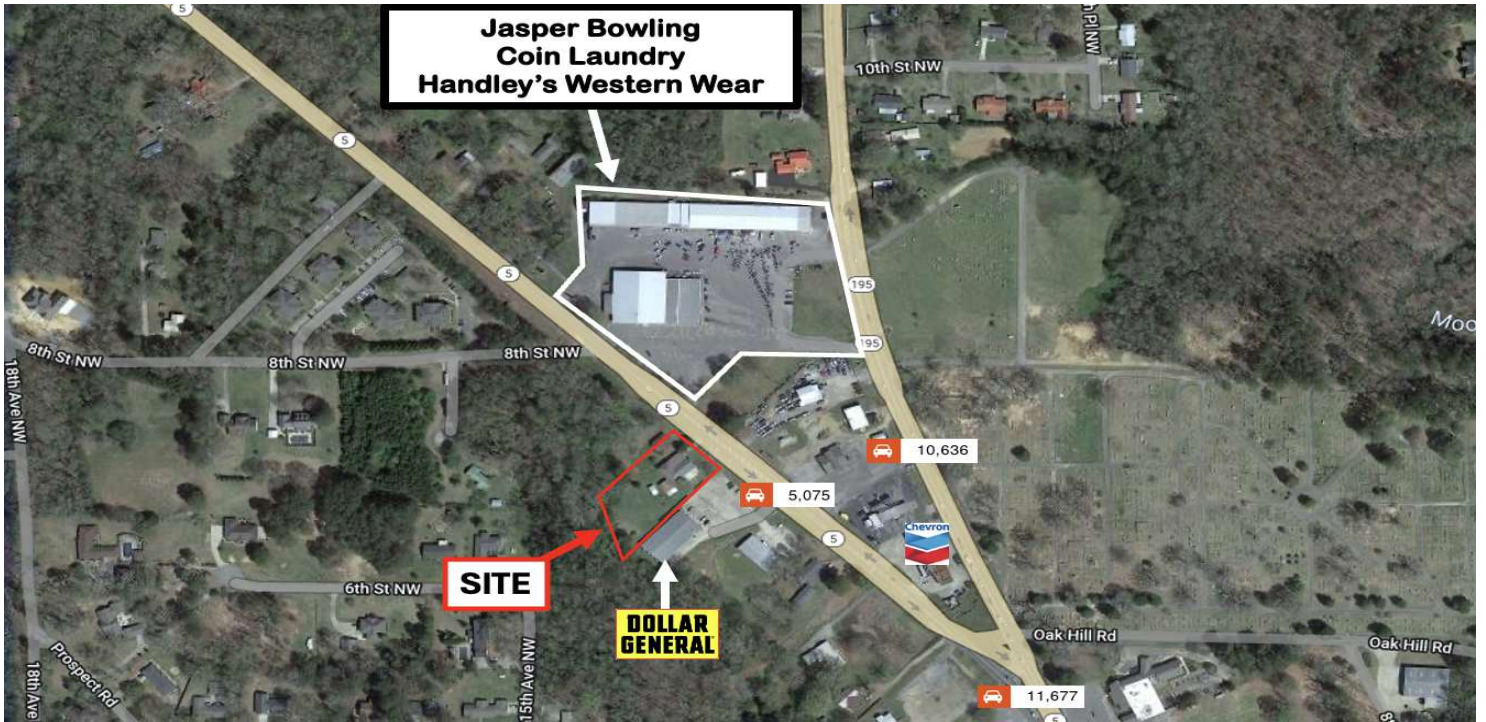 5
Jasper Bowling
Coin Laundry
Handley's Western Wear
10th St NW
5
5
195
195
8th St NW
8th St NW
8th St NW
18th Ave NW
5
10,636
5,075
5
Chevron
SITE
6th St NW
DOLLAR
GENERAL
Oak Hill Rd
Oak Hill Rd
Prospect Rd
18th Ave
15th Ave NW
11,677
5